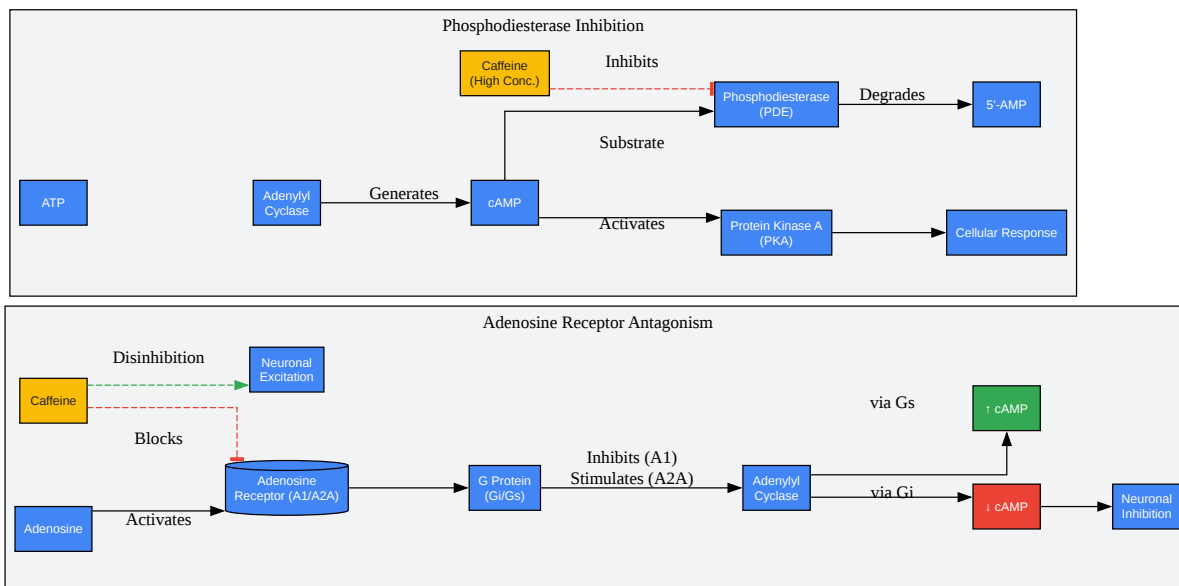 Phosphodiesterase Inhibition
Caffeine
(High Conc.)
Inhibits
Phosphodiesterase
(PDE)
Degrades
5'-AMP
Substrate
ATP
Adenylyl
Cyclase
Generates
cAMP
Activates
Protein Kinase A
(PKA)
Cellular Response
Adenosine Receptor Antagonism
Disinhibition
Neuronal
Excitation
Caffeine
Blocks
via Gs
↑ cAMP
Adenosine
Receptor (A1/A2A)
G Protein
(Gi/Gs)
Inhibits (A1)
Stimulates (A2A)
Adenylyl
Cyclase
via Gi
↓ cAMP
Neuronal
Inhibition
Adenosine
Activates